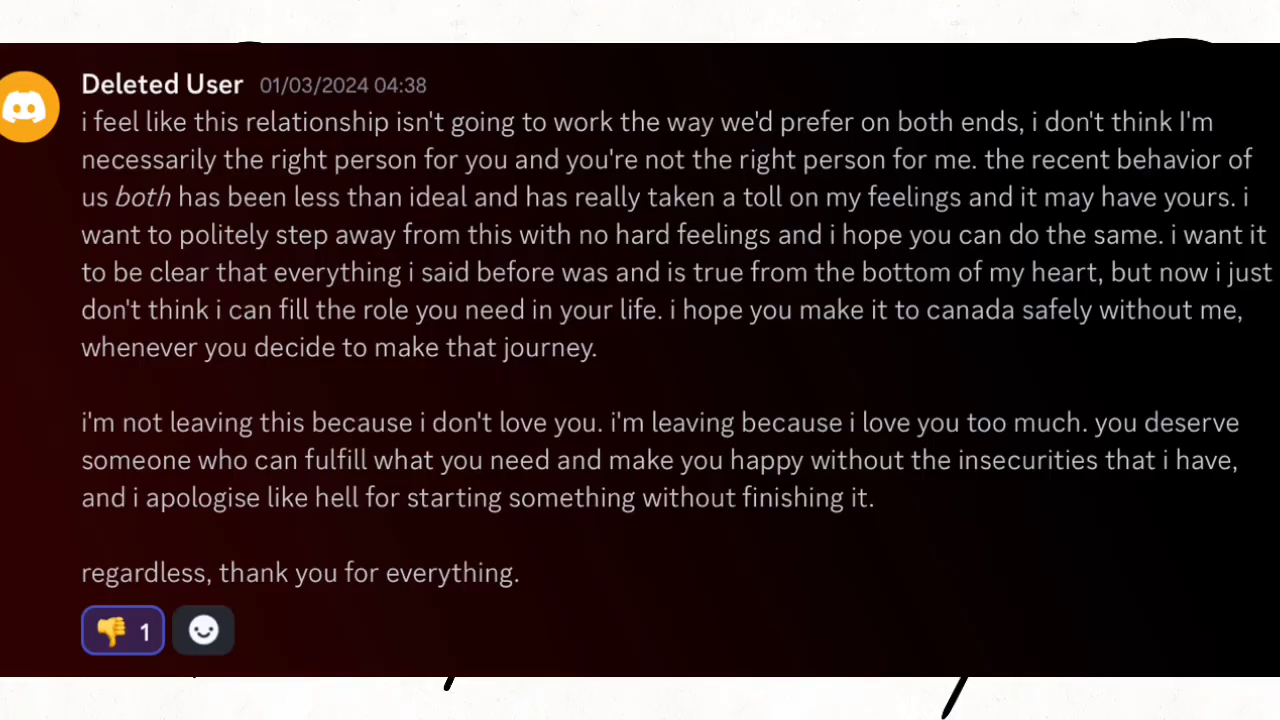 Deleted User 01/03/2024 04:38
i feel like this relationship isn't going to work the way we'd prefer on both ends, i don't think I'm
necessarily the right person for you and you're not the right person for me. the recent behavior of
us both has been less than ideal and has really taken a toll on my feelings and it may have yours. i
want to politely step away from this with no hard feelings and i hope you can do the same. i want it
to be clear that everything i said before was and is true from the bottom of my heart, but now i just
don't think i can fill the role you need in your life. i hope you make it to canada safely without me,
whenever you decide to make that journey.
i'm not leaving this because i don't love you. i'm leaving because i love you too much. you deserve
someone who can fulfill what you need and make you happy without the insecurities that i have,
and i apologise like hell for starting something without finishing it.
regardless, thank you for everything.
1